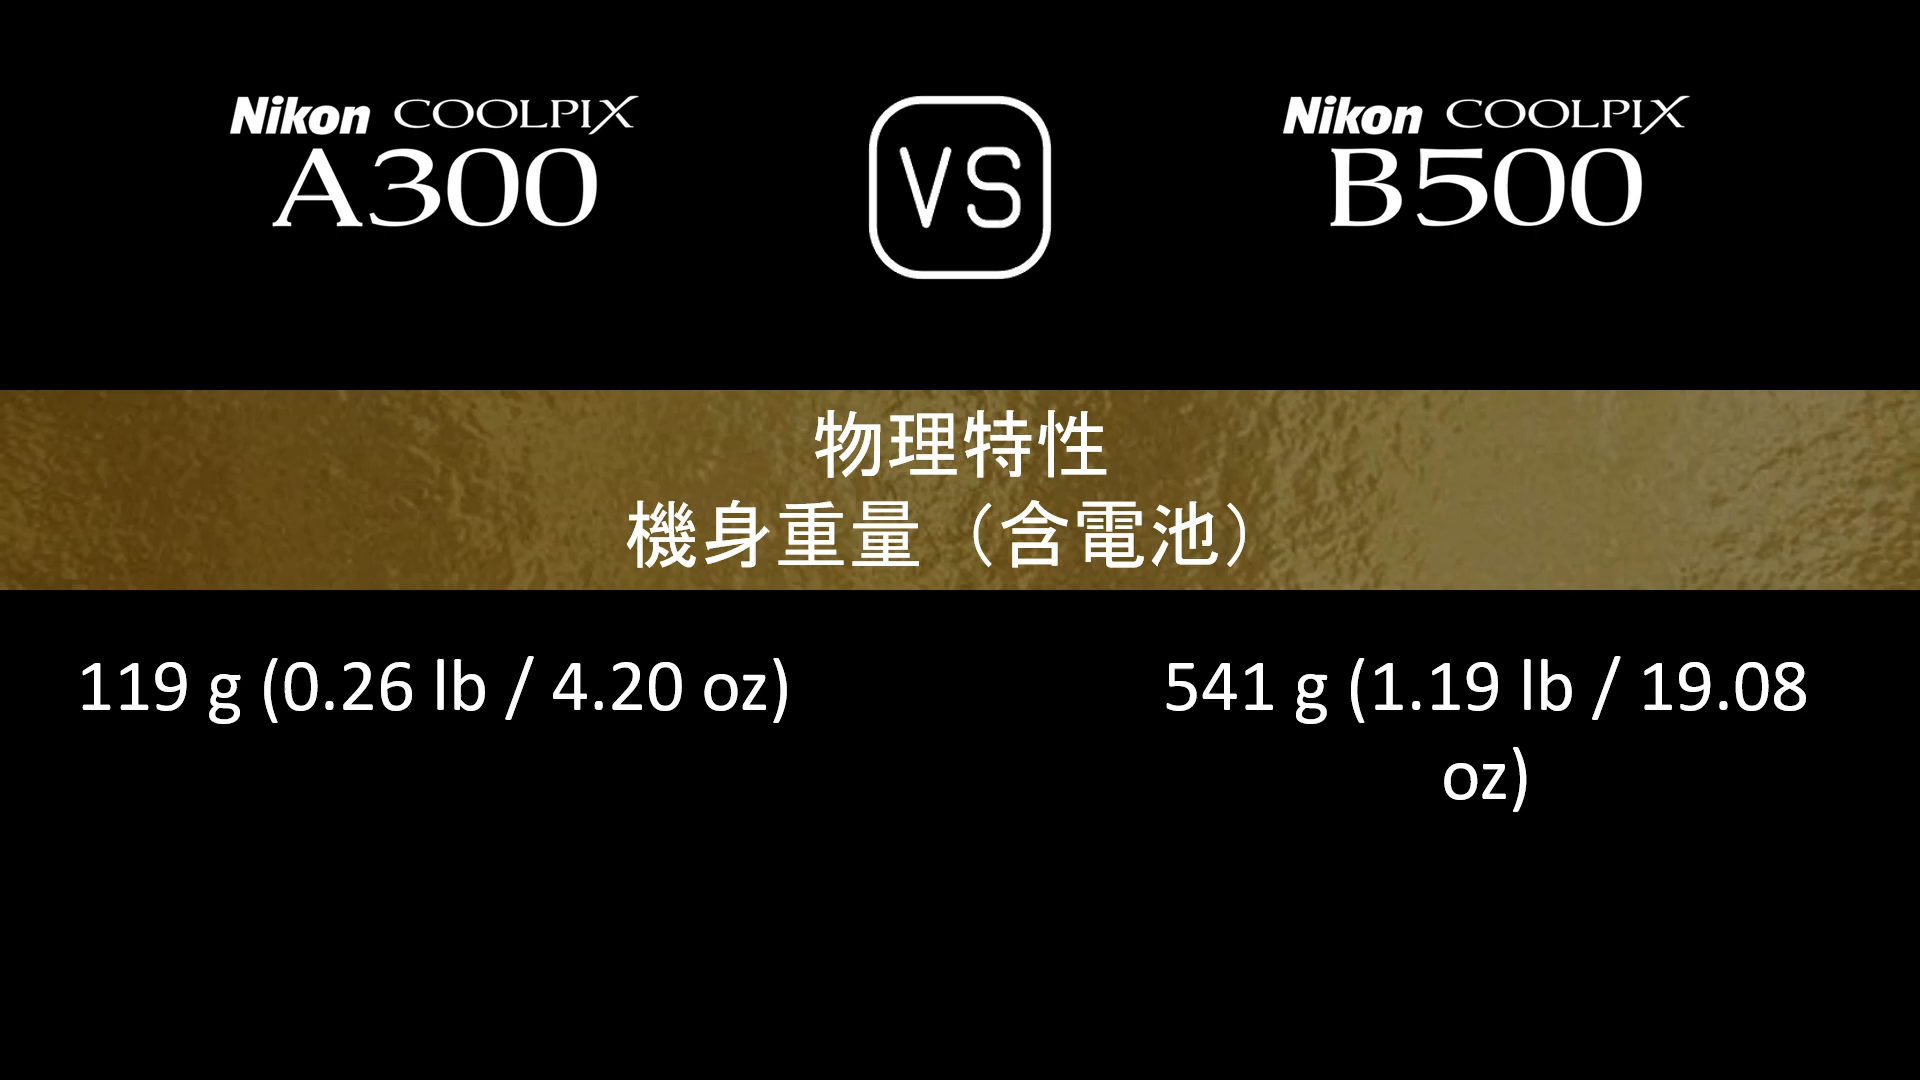 Nikon COOLPIX
A300
VS
Nikon COOLPIX
B500
物理特性
機身重量（含電池）
119 g (0.26 lb / 4.20 oz)
541 g (1.19 lb / 19.08
oz)